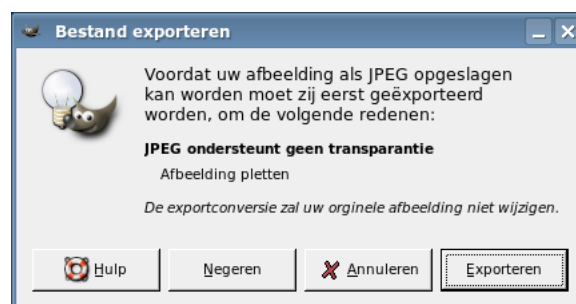 Bestand exporteren
Voordat uw afbeelding als JPEG opgeslagen
kan worden moet zij eerst geëxporteerd
worden, om de volgende redenen:
JPEG ondersteunt geen transparantie
Afbeelding pletten
De exportconversie zal uw orginele afbeelding niet wijzigen.
Hulp
Negeren
Annuleren
Exporteren